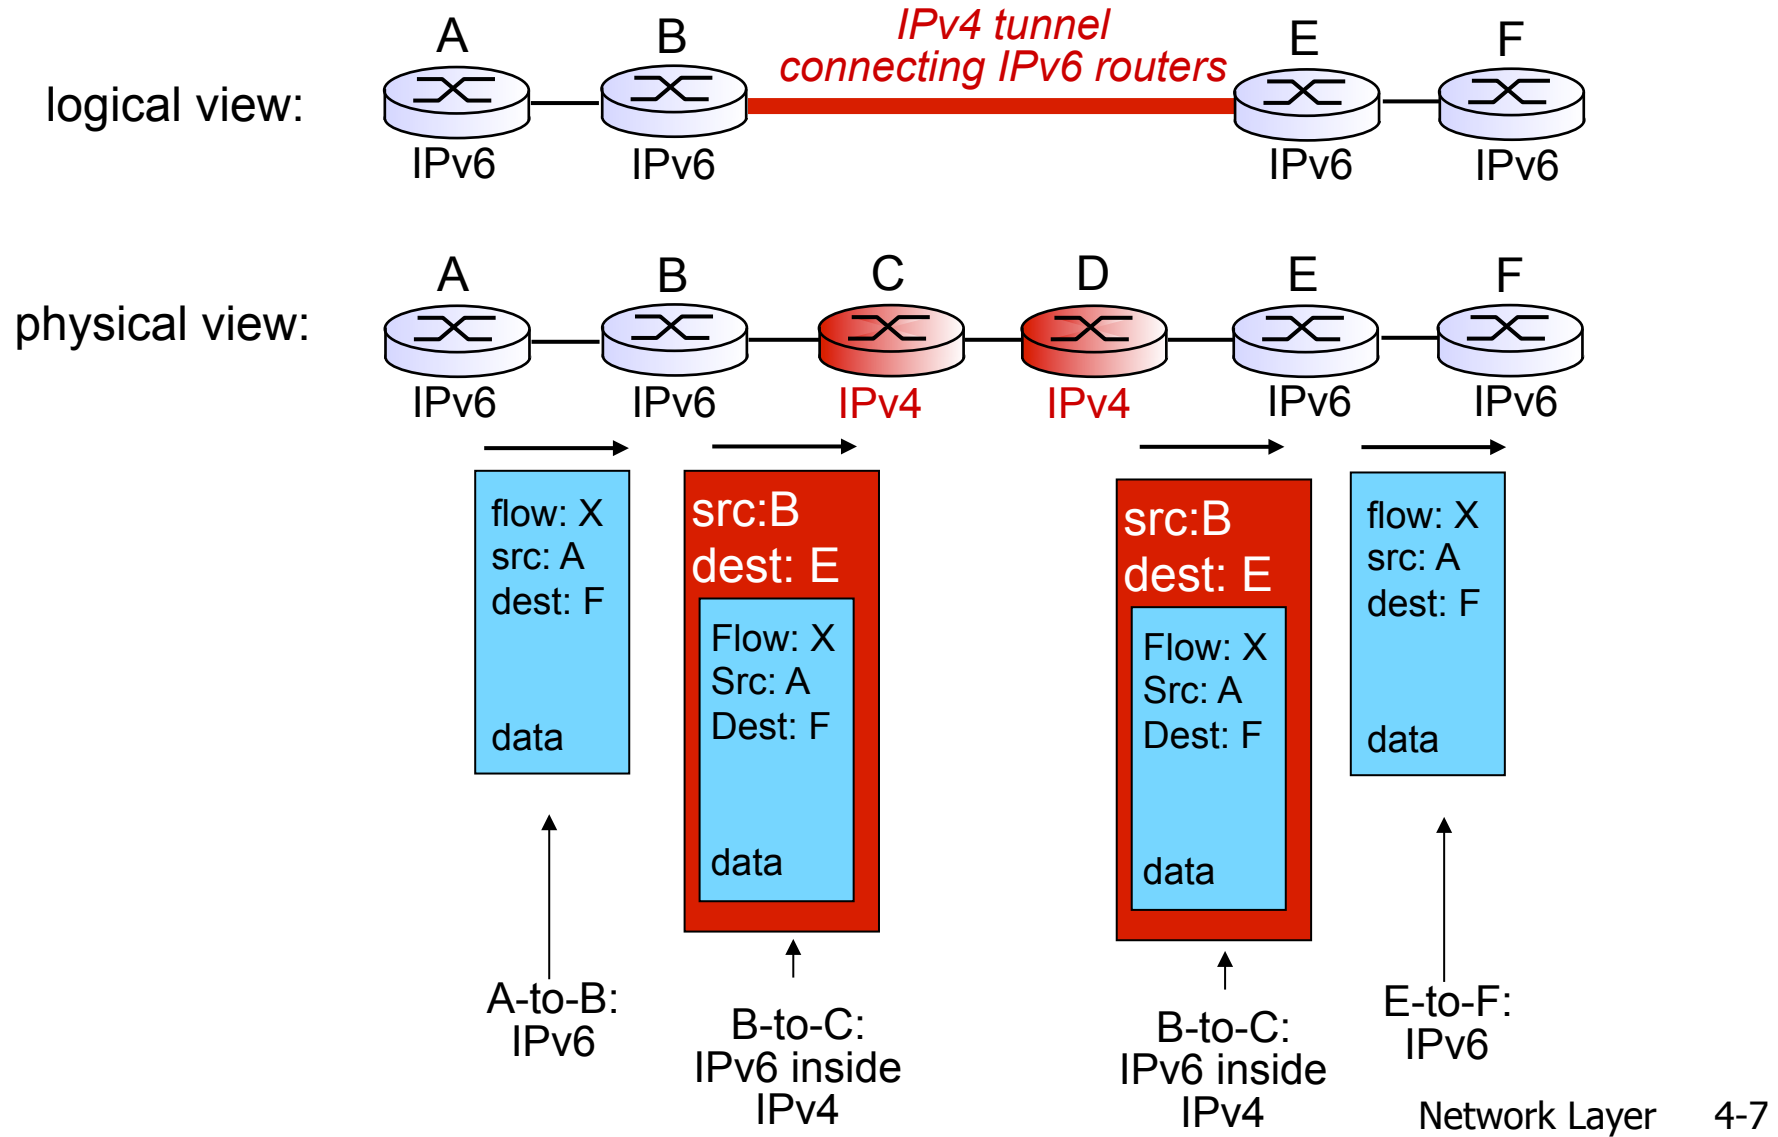 A
B
IPv4 tunnel
connecting IPv6 routers
E
F
logical view:
IPv6
IPv6
IPv6
IPv6
A
B
C
D
E
F
physical view:
IPv6
IPv6
IPv4
IPv4
IPv6
IPv6
flow: X
src: A
dest: F
data
src:B
dest: E
Flow: X
Src: A
Dest: F
data
src:B
dest: E
Flow: X
Src: A
Dest: F
data
flow: X
src: A
dest: F
data
A-to-B:
IPv6
B-to-C:
IPv6 inside
IPv4
B-to-C:
IPv6 inside
IPv4
E-to-F:
IPv6
Network Layer 4-7